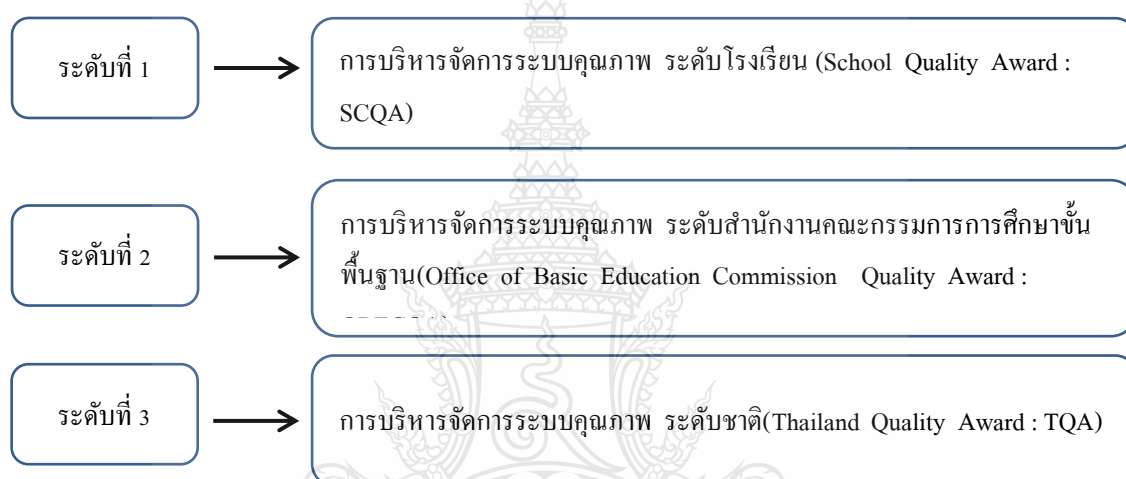 ระดับที่ 1
การบริหารจัดการระบบคุณภาพ ระดับโรงเรียน (School Quality Award :
SCQA)
ระดับที่ 2
การบริหารจัดการระบบคุณภาพ ระดับสำนักงานคณะกรรมการการศึกษาขั้น
พื้นฐาน(Office of Basic Education Commission Quality Award :
ระดับที่ 3
การบริหารจัดการระบบคุณภาพ ระดับชาติ(Thailand Quality Award : TQA)